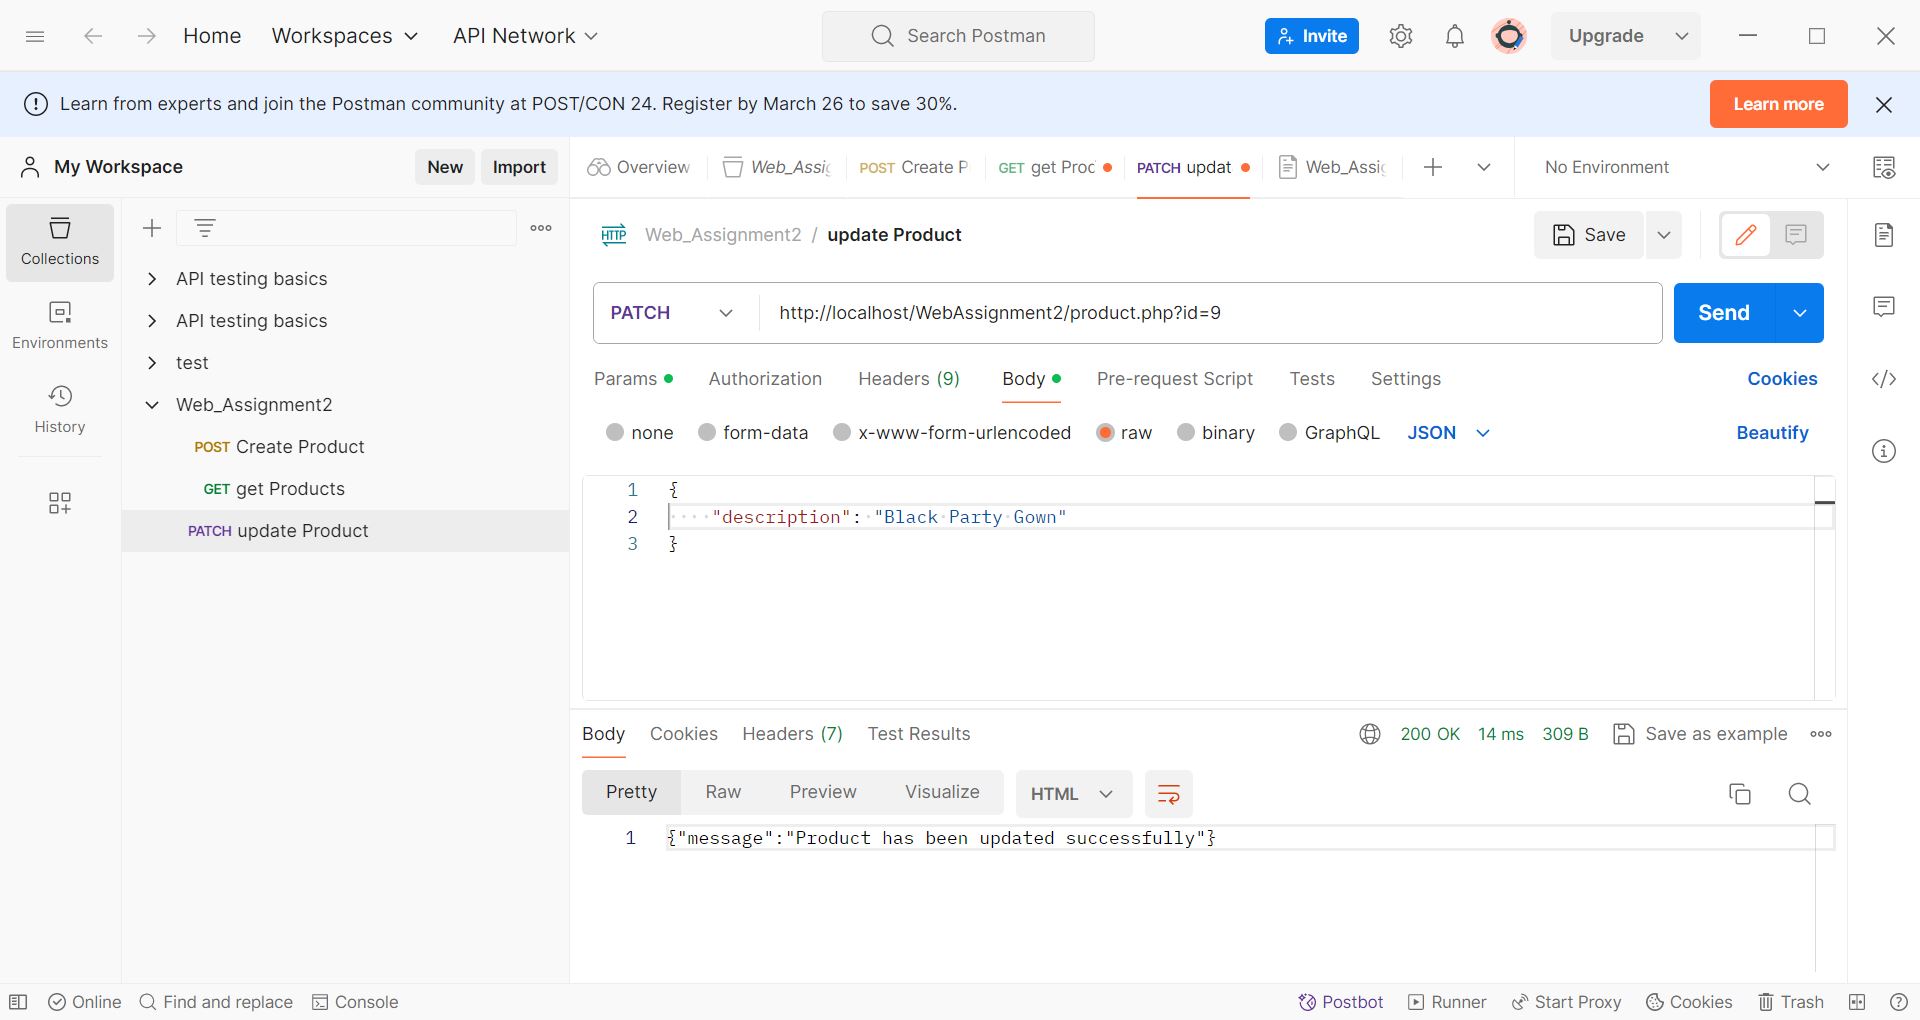 Home Workspaces API Network Search Postman Invite Upgrade
Learn from experts and join the Postman community at POST/CON 24. Register by March 26 to save 30%. Learn more
My Workspace New Import
Overview Web_Assig POST Create P GET get Proc PATCH updat Web_Assig No Environment
Collections
Environments
History
API testing basics
API testing basics
test
Web_Assignment2
POST Create Product
GET get Products
PATCH update Product
HTTP Web_Assignment2 / update Product Save
PATCH http://localhost/WebAssignment2/product.php?id=9 Send
Params Authorization Headers (9) Body Pre-request Script Tests Settings Cookies
none form-data x-www-form-urlencoded raw binary GraphQL JSON Beautify
1 {
2 "description": "Black Party Gown"
3 }
Body Cookies Headers (7) Test Results 200 OK 14 ms 309 B Save as example
Pretty Raw Preview Visualize HTML
1 {"message":"Product has been updated successfully"}
Online Find and replace Console Postbot Runner Start Proxy Cookies Trash